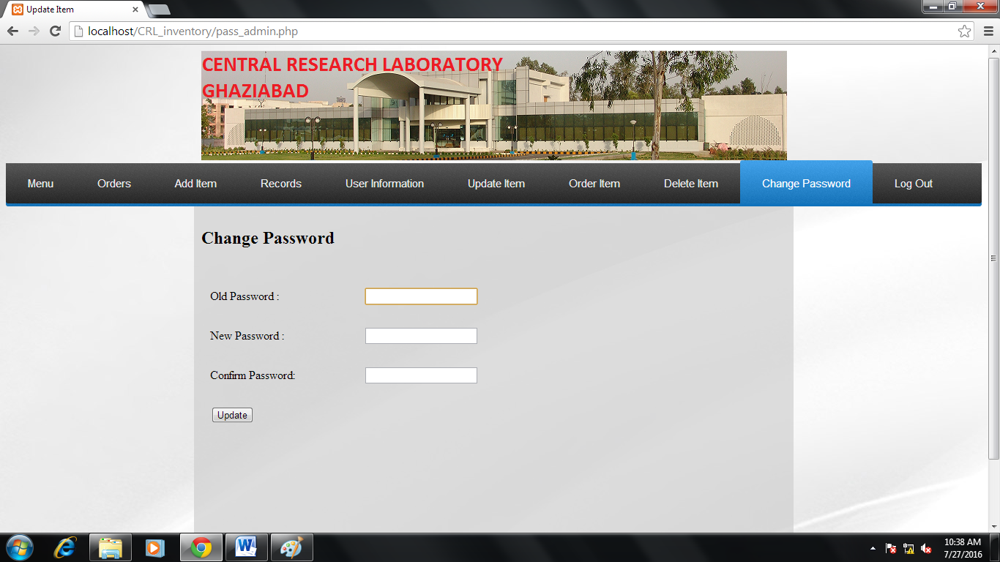 Update Item
localhost/CRL_inventory/pass_admin.php
CENTRAL RESEARCH LABORATORY
GHAZIABAD
Menu Orders Add Item Records User Information Update Item Order Item Delete Item Change Password Log Out
Change Password
Old Password :
New Password :
Confirm Password:
Update
10:38 AM
7/27/2016